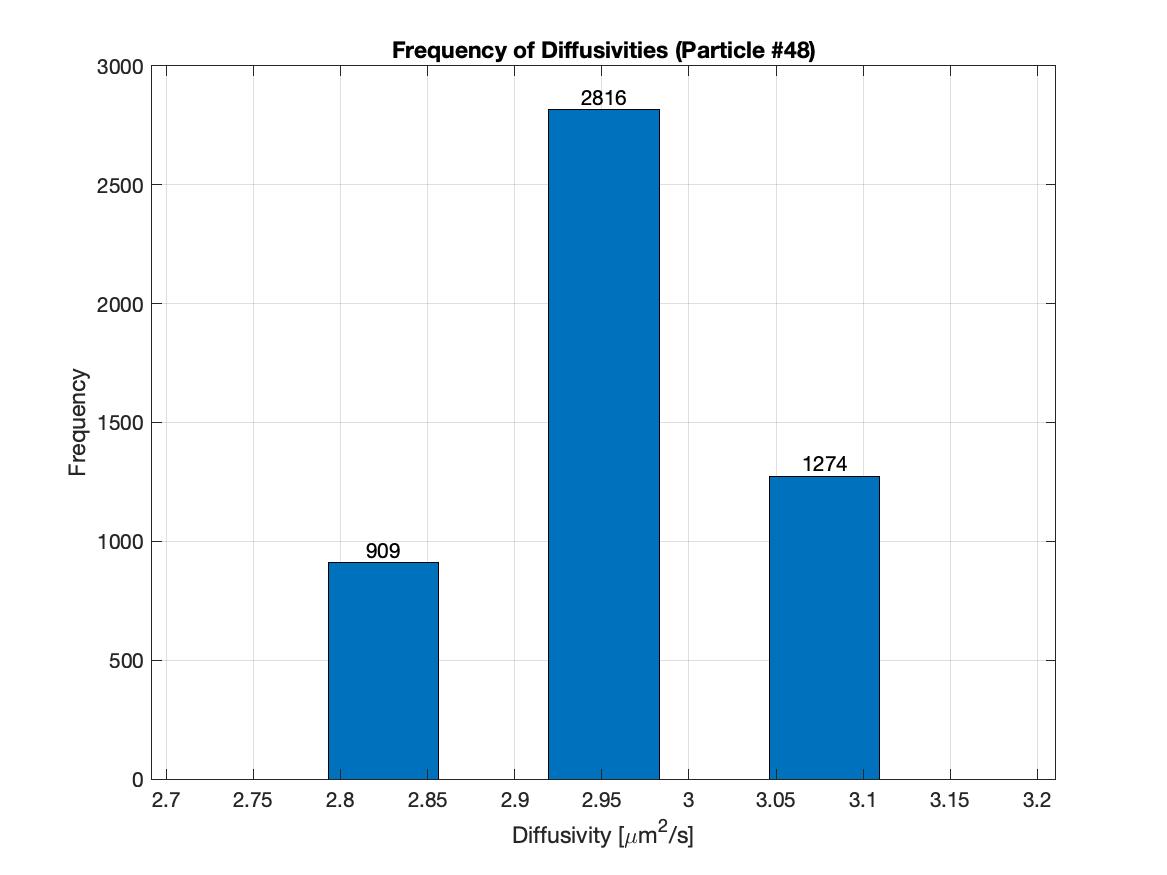 Frequency of Diffusivities (Particle #48)
3000
2500
2000
1500
1000
500
0
Frequency
909
2816
1274
2.7 2.75 2.8 2.85 2.9 2.95 3 3.05 3.1 3.15 3.2
Diffusivity [μm²/s]